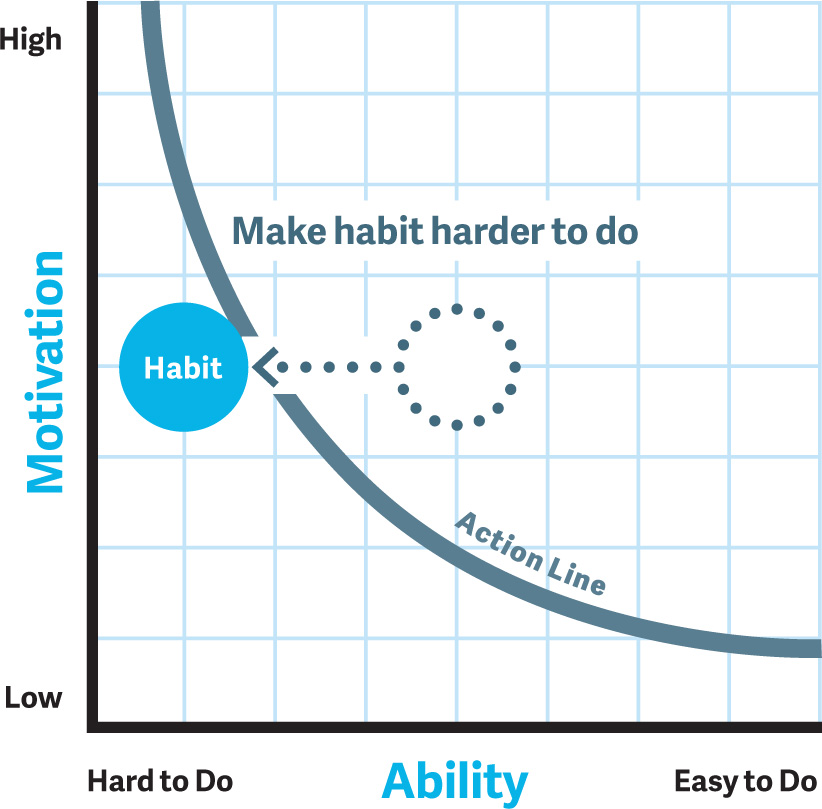 High
Make habit harder to do
Motivation
Habit
Action Line
Low
Hard to Do
Ability
Easy to Do